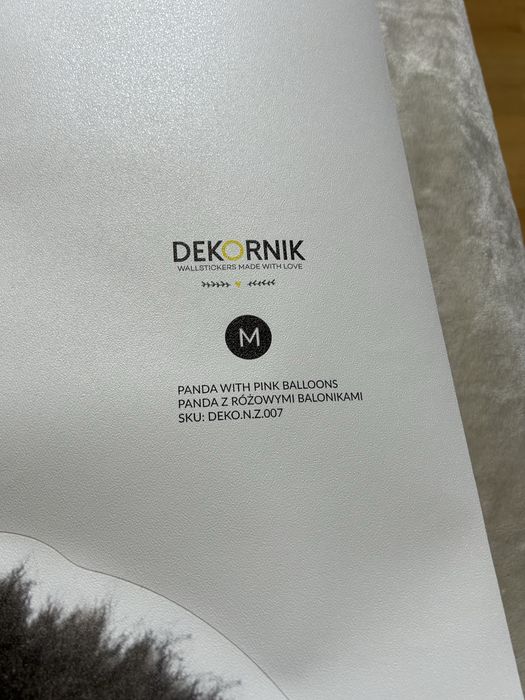 DEKORNIK
WALLSTICKERS MADE WITH LOVE
M
PANDA WITH PINK BALLOONS
PANDA Z RÓŻOWYMI BALONIKAMI
SKU: DEKO.N.Z.007